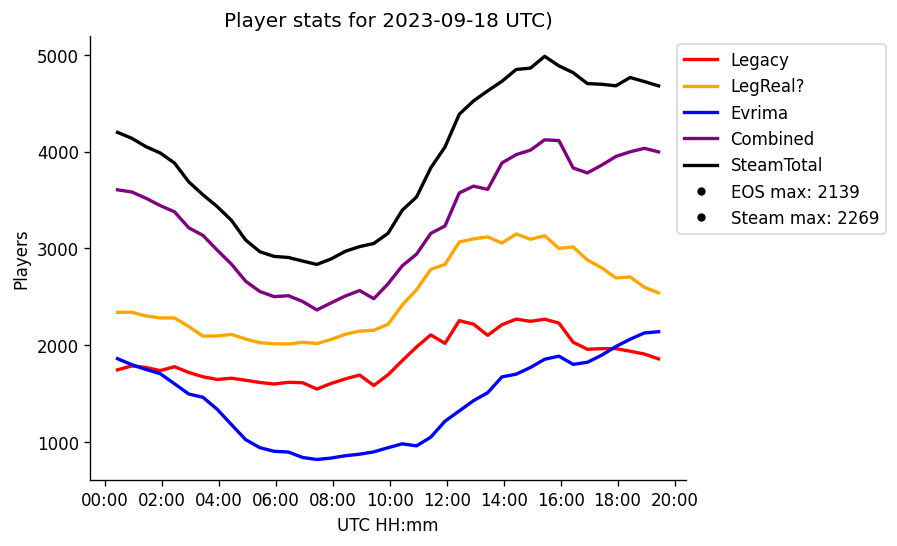 Player stats for 2023-09-18 UTC)
Players
5000
4000
3000
2000
1000
00:00 02:00 04:00 06:00 08:00 10:00 12:00 14:00 16:00 18:00 20:00
UTC HH:mm
Legacy
LegReal?
Evrima
Combined
SteamTotal
EOS max: 2139
Steam max: 2269